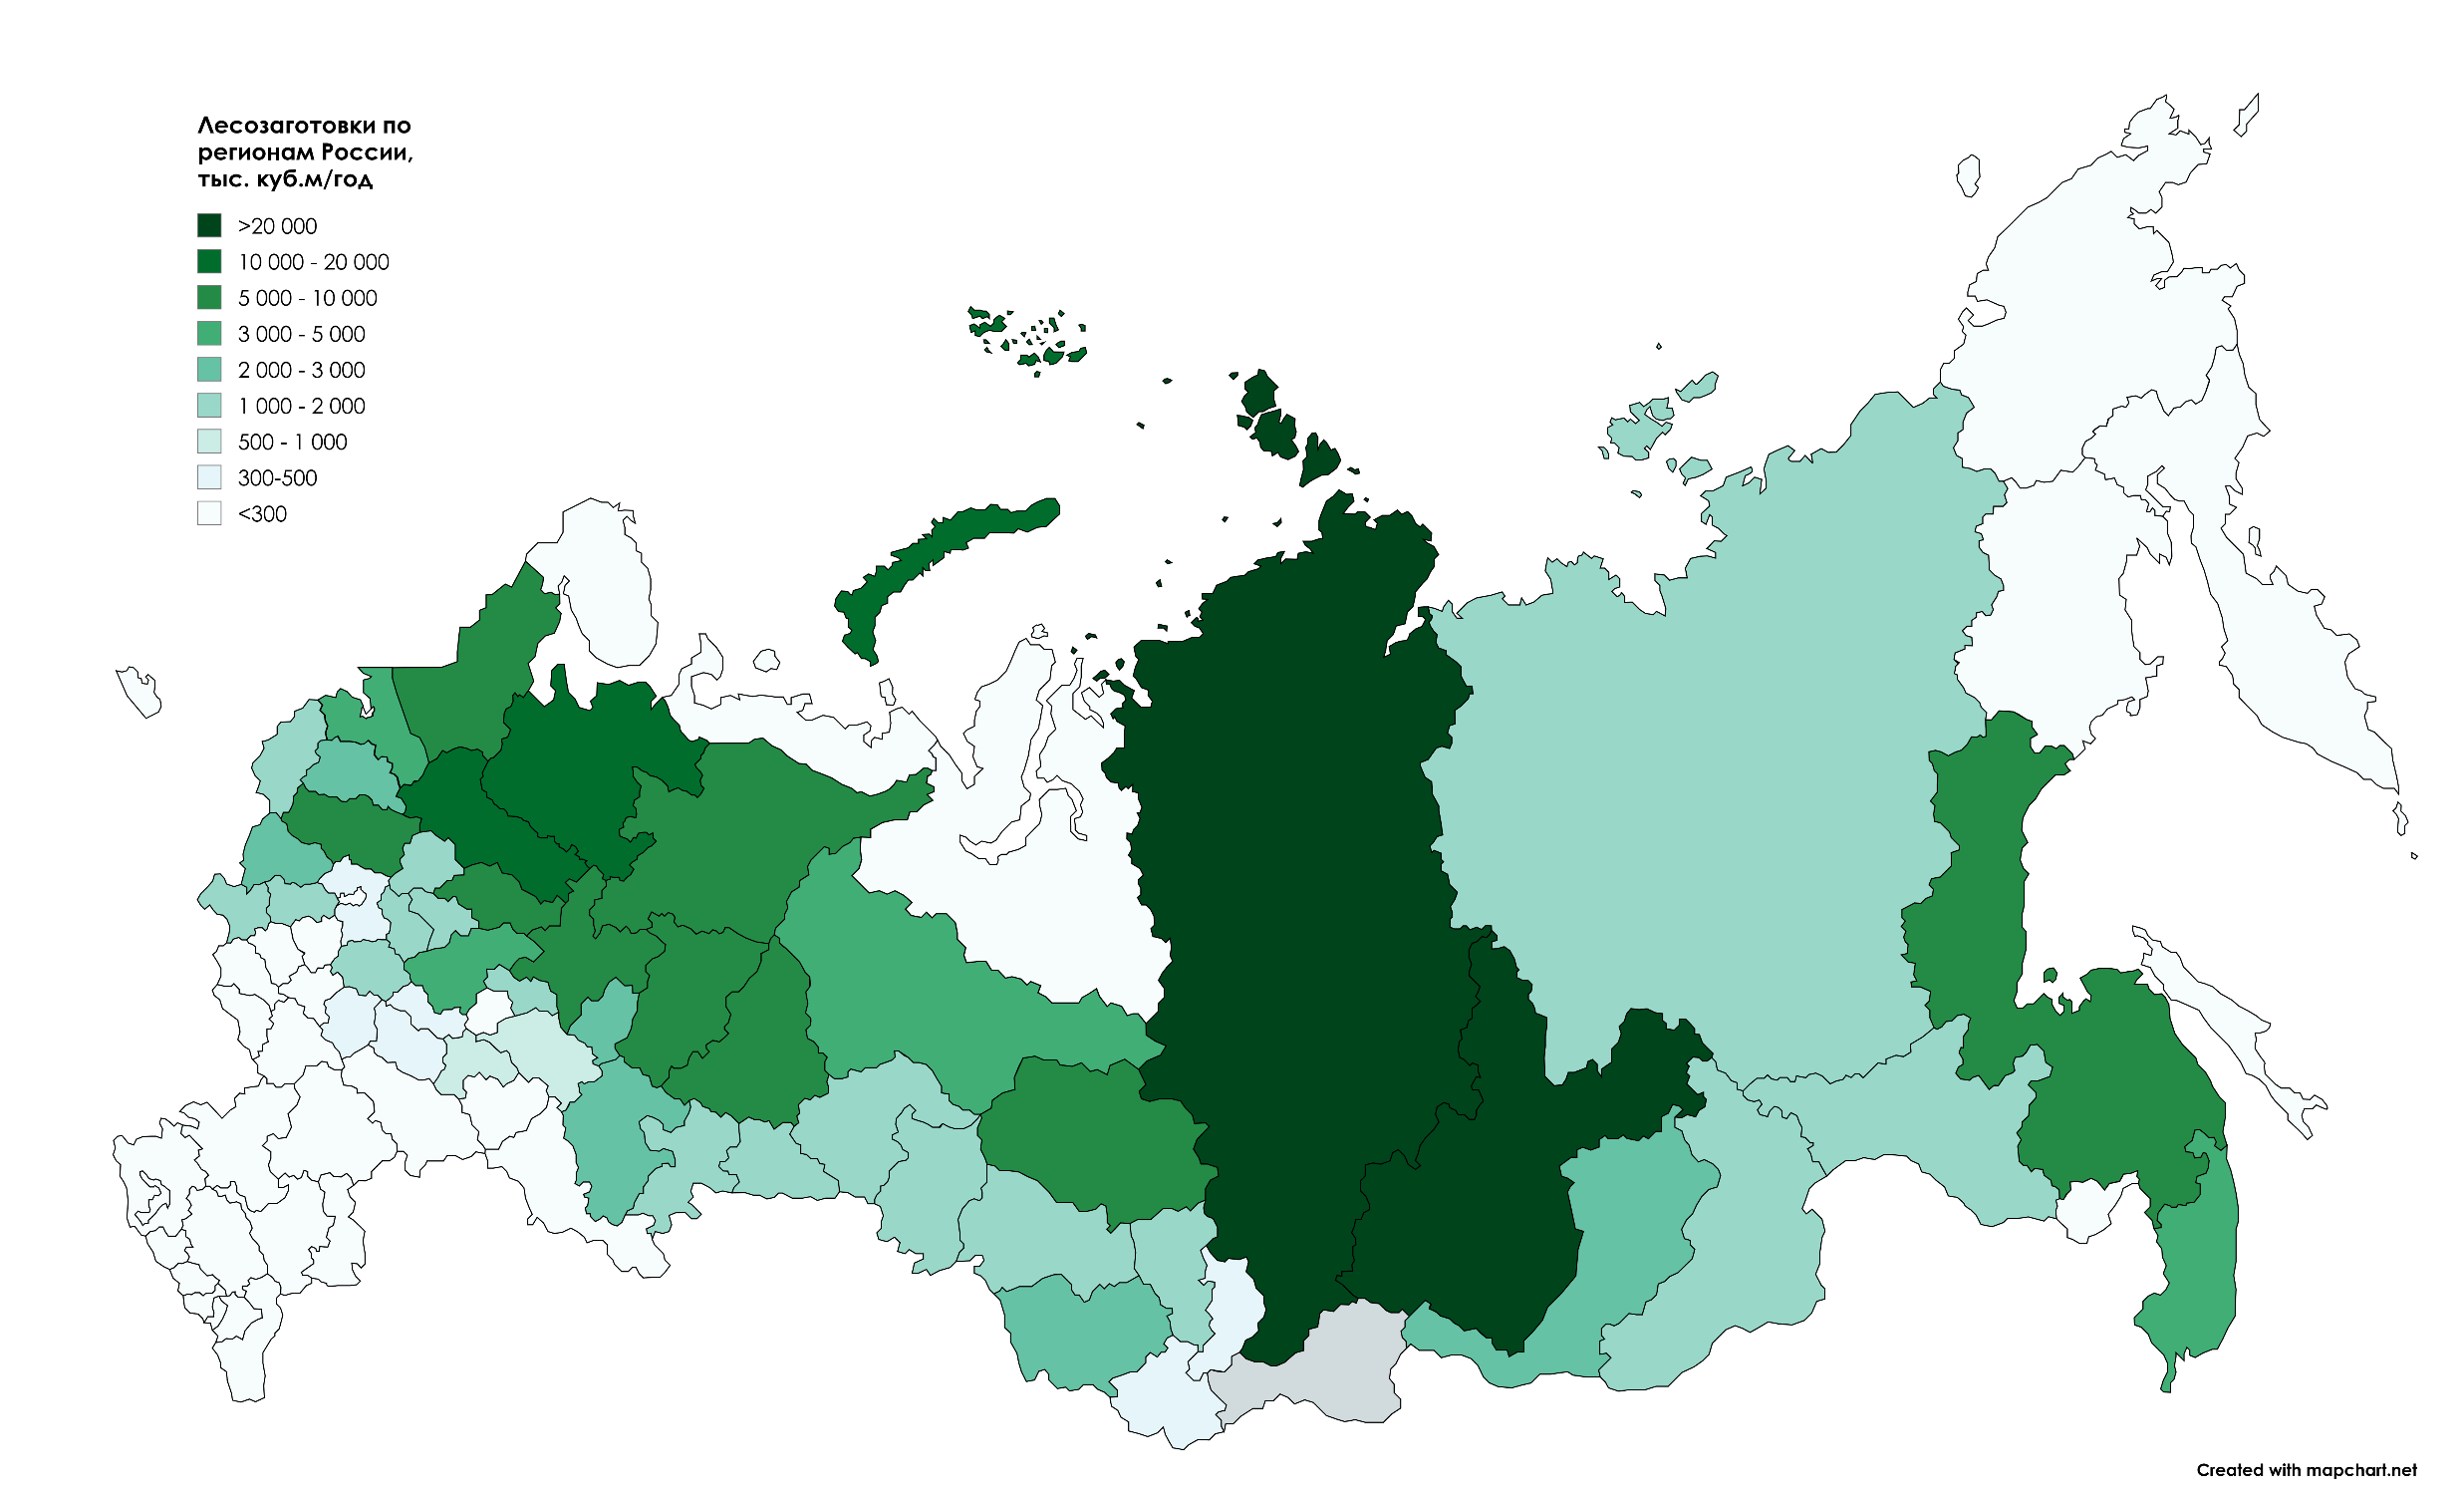 Лесозаготовки по
регионам России,
тыс. куб.м/год
>20 000
10 000 - 20 000
5 000 - 10 000
3 000 - 5 000
2 000 - 3 000
1 000 - 2 000
500 - 1 000
300-500
<300
Created with mapchart.net